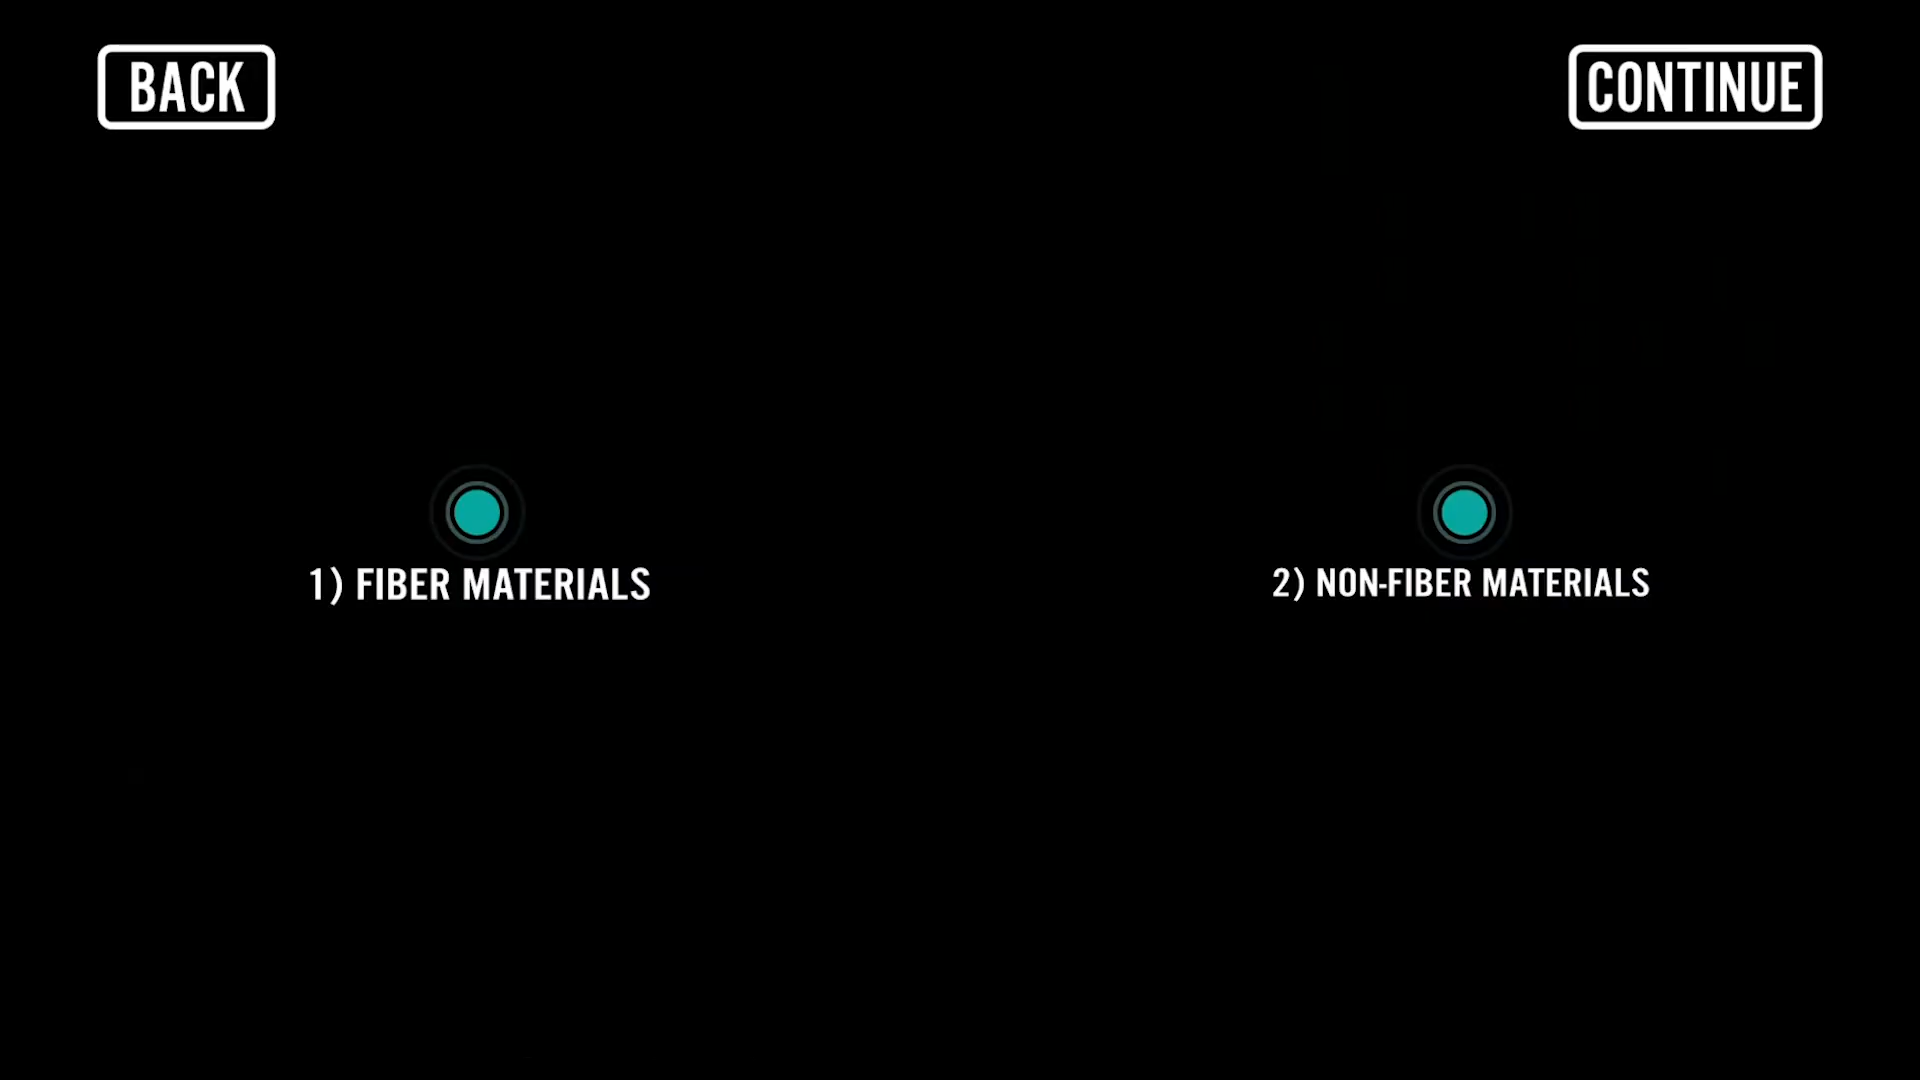 BACK
CONTINUE
1) FIBER MATERIALS
2) NON-FIBER MATERIALS